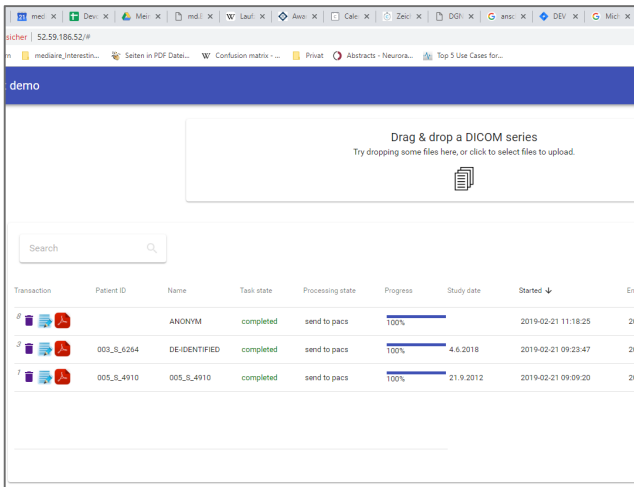 21 med x Dev x Mein x md.l x W Lauf x Awa x Cale x Zeic x DGN x G ansc x DEV x G Mich x
sicher 52.59.186.52/#
mediaire_Interestin... Seiten in PDF Datei... W Confusion matrix - ... Privat Abstracts - Neurora... Top 5 Use Cases for...
demo
Drag & drop a DICOM series
Try dropping some files here, or click to select files to upload.
Search
Transaction Patient ID Name Task state Processing state Progress Study date Started
8 ANONYM completed send to pacs 100% 2019-02-21 11:18:25
3 003_S_6264 DE-IDENTIFIED completed send to pacs 100% 4.6.2018 2019-02-21 09:23:47
7 005_S_4910 005_S_4910 completed send to pacs 100% 21.9.2012 2019-02-21 09:09:20